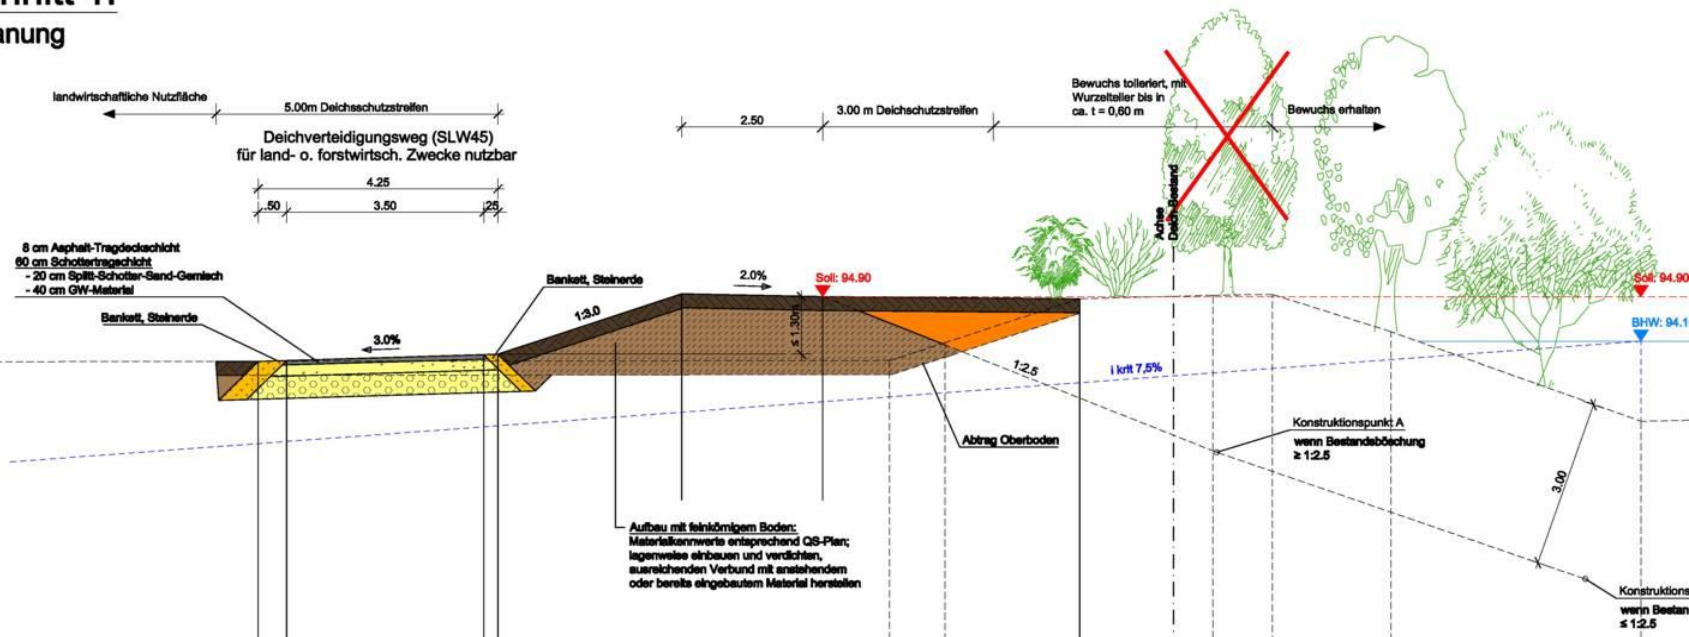 anung
landwirtschaftliche Nutzfläche
5.00m Deichsschutzstreifen
Deichverteidigungsweg (SLW45)
für land- o. forstwirtsch. Zwecke nutzbar
4.25
.50
3.50
.25
2.50
3.00 m Deichschutzstreifen
Bewuchs tolleriert, mit
Wurzelteller bis in
ca. t = 0,60 m
Bewuchs erhalten
Achse
Deich-Bestand
8 cm Asphalt-Tragdeckschicht
60 cm Schottertragschicht
- 20 cm Splitt-Schotter-Sand-Gemisch
- 40 cm GW-Material
Bankett, Steinerde
Bankett, Steinerde
3.0%
1:3.0
2.0%
Soll: 94.90
≤ 1.30m
1:2.5
i krit 7,5%
Soll: 94.90
BHW: 94.1
Abtrag Oberboden
Konstruktionspunkt A
wenn Bestandsböschung
≥ 1:2.5
3.00
Aufbau mit feinkörnigem Boden:
Materialkennwerte entsprechend QS-Plan;
lagenweise einbauen und verdichten,
ausreichenden Verbund mit anstehendem
oder bereits eingebautem Material herstellen
Konstruktions
wenn Bestan
≤ 1:2.5